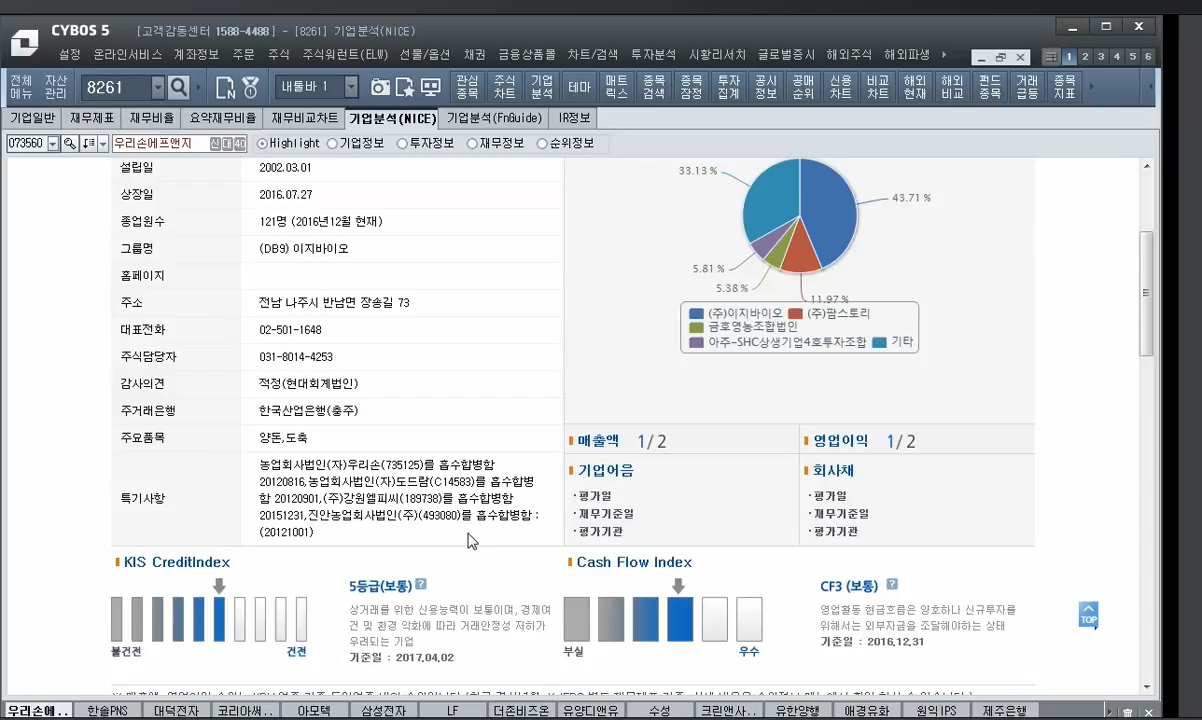 CYBOS 5 [고객감동센터 1588-4488] - [8261] 기업분석(NICE)
설정 온라인서비스 계좌정보 주문 주식 주식워런트(ELW) 선물/옵션 채권 금융상품몰 차트/검색 투자분석 시황리서치 글로벌증시 해외주식 해외파생 1 2 3 4 5 6
전체메뉴 자산관리 8261 내툴바 1 관심종목 주식차트 기업분석 테마 매트릭스 종목검색 종목잠정 투자집계 공시정보 공매순위 신용차트 비교차트 해외현재 해외비교 펀드종목 거래급등 종목지표
기업일반 재무제표 재무비율 요약재무비율 재무비교차트 기업분석(NICE) 기업분석(FnGuide) IR정보
073560 우리손에프앤지 신 대 40 Highlight 기업정보 투자정보 재무정보 순위정보
설립일 2002.03.01
상장일 2016.07.27
종업원수 121명 (2016년12월 현재)
그룹명 (DB9) 이지바이오
홈페이지
주소 전남 나주시 반남면 장송길 73
대표전화 02-501-1648
주식담당자 031-8014-4253
감사의견 적정(현대회계법인)
주거래은행 한국산업은행(충주)
주요품목 양돈,도축
특기사항
농업회사법인(자)우리손(735125)를 흡수합병함
20120816,농업회사법인(자)도드람(C14583)를 흡수합병
함 20120901,(주)강원엘피씨(189738)를 흡수합병함
20151231,진안농업회사법인(주)(493080)를 흡수합병함 :
(20121001)
33.13 %
43.71 %
5.81 %
5.38 %
11.97 %
(주)이지바이오 (주)팜스토리
금호영농조합법인
아주-SHC상생기업4호투자조합 기타
매출액 1/2 영업이익 1/2
기업어음 회사채
·평가일 ·평가일
·재무기준일 ·재무기준일
·평가기관 ·평가기관
KIS CreditIndex
불건전 건전
5등급(보통) ?
상거래를 위한 신용능력이 보통이며, 경제여
건 및 환경 악화에 따라 거래안정성 저하가
우려되는 기업
기준일 : 2017.04.02
Cash Flow Index
부실 우수
CF3 (보통) ?
영업활동 현금흐름은 양호하나 신규투자를
위해서는 외부자금을 조달해야하는 상태
기준일 : 2016.12.31
TOP
우리손에.. 한솔PNS 대덕전자 코리아써.. 아모텍 삼성전자 LF 더존비즈온 유양디앤유 수성 크린앤사.. 유한양행 애경유화 원익IPS 제주은행